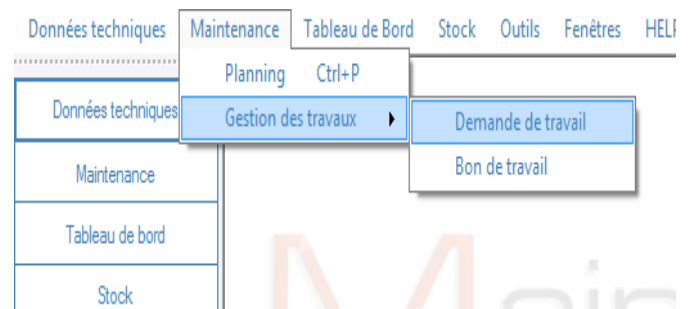 Données techniques Maintenance Tableau de Bord Stock Outils Fenêtres HELP
Planning Ctrl+P
Données techniques
Gestion des travaux
Demande de travail
Maintenance
Bon de travail
Tableau de bord
Stock